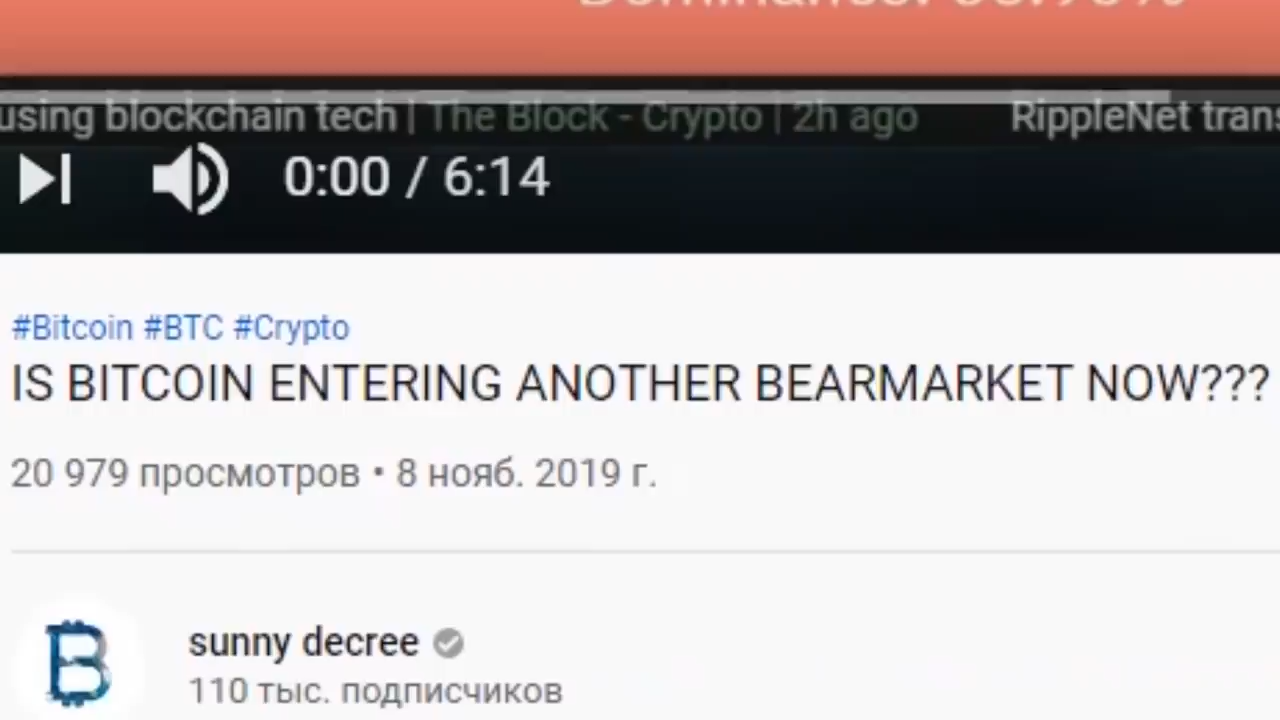 using blockchain tech | The Block - Crypto | 2h ago RippleNet trans
0:00 / 6:14
#Bitcoin #BTC #Crypto
IS BITCOIN ENTERING ANOTHER BEARMARKET NOW???
20 979 просмотров • 8 нояб. 2019 г.
sunny decree
110 тыс. подписчиков